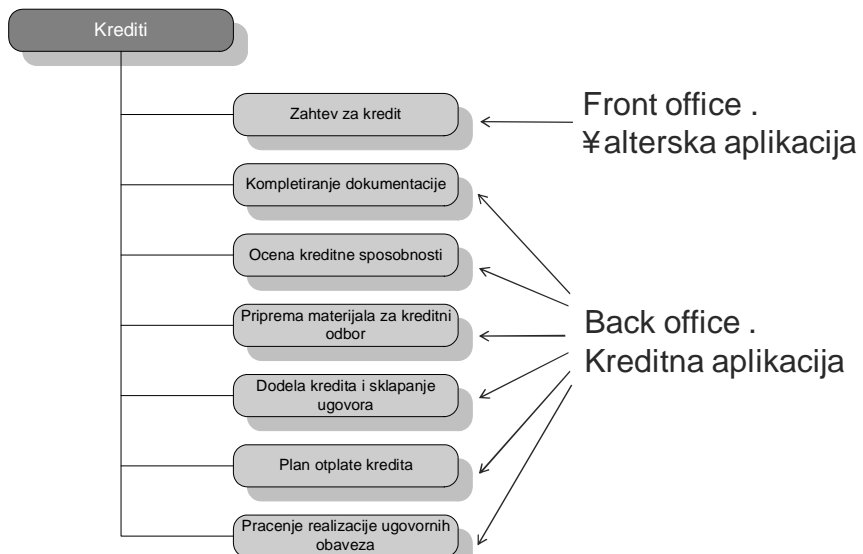 Krediti
Zahtev za kredit
Front office .
¥alterska aplikacija
Kompletiranje dokumentacije
Ocena kreditne sposobnosti
Priprema materijala za kreditni
odbor
Back office .
Kreditna aplikacija
Dodela kredita i sklapanje
ugovora
Plan otplate kredita
Pracenje realizacije ugovornih
obaveza